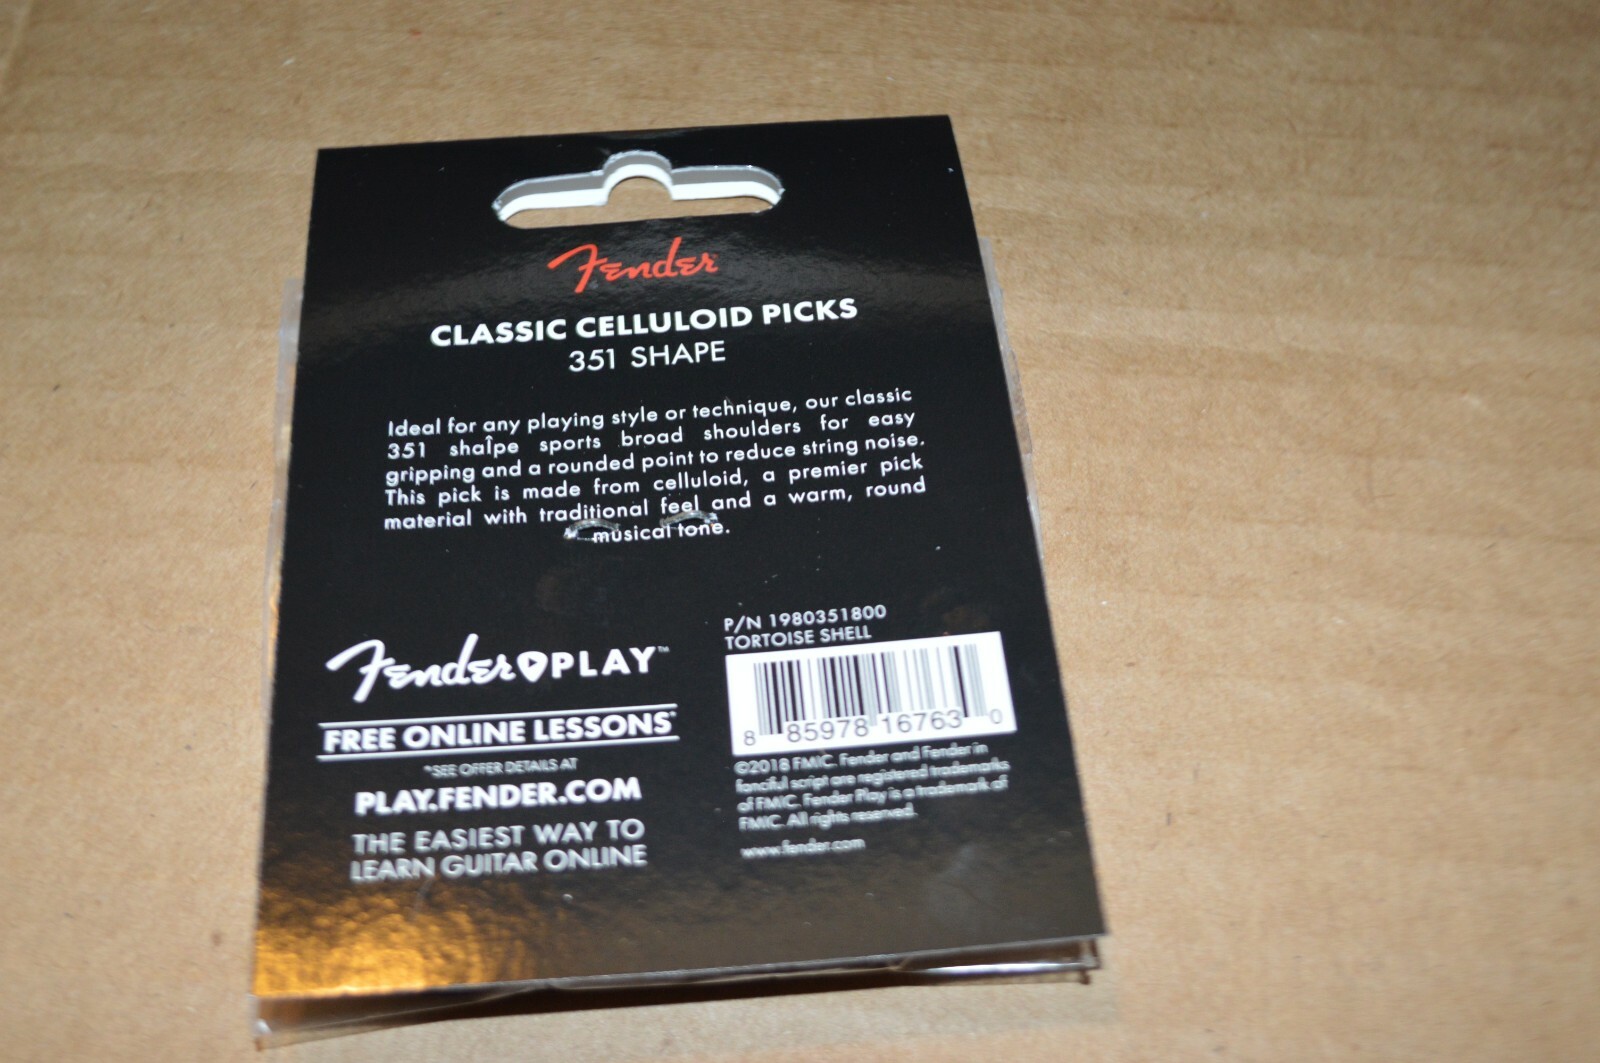 Fender
CLASSIC CELLULOID PICKS
351 SHAPE
Ideal for any playing style or technique, our classic
351 shaîpe sports broad shoulders for easy
gripping and a rounded point to reduce string noise.
This pick is made from celluloid, a premier pick
material with traditional feel and a warm, round
musical tone.
Fender PLAY™
FREE ONLINE LESSONS*
*SEE OFFER DETAILS AT
PLAY.FENDER.COM
THE EASIEST WAY TO
LEARN GUITAR ONLINE
P/N 1980351800
TORTOISE SHELL
8 85978 16763 0
©2018 FMIC. Fender and Fender in
fanciful script are registered trademarks
of FMIC. Fender Play is a trademark of
FMIC. All rights reserved.
www.fender.com